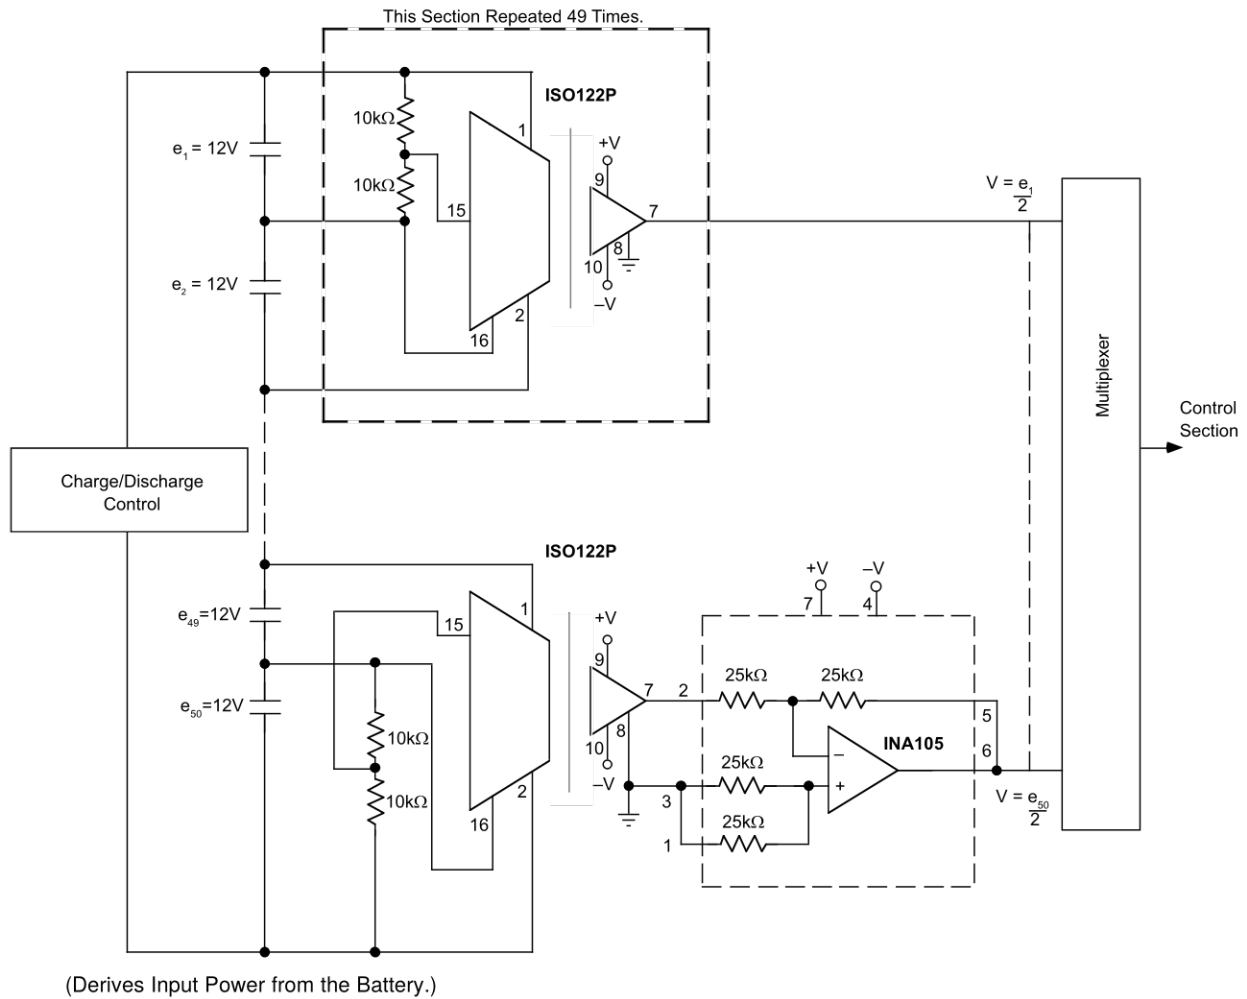 This Section Repeated 49 Times.
ISO122P
10kΩ
10kΩ
e1 = 12V
e2 = 12V
1
15
16
2
+V
9
7
8
10
–V
V = e1
2
Multiplexer
Control
Section
Charge/Discharge
Control
ISO122P
e49=12V
e50=12V
10kΩ
10kΩ
1
15
16
2
+V
9
7
8
10
–V
+V
–V
7
4
2
25kΩ
25kΩ
5
6
INA105
–
+
3
25kΩ
1
25kΩ
V = e50
2
(Derives Input Power from the Battery.)